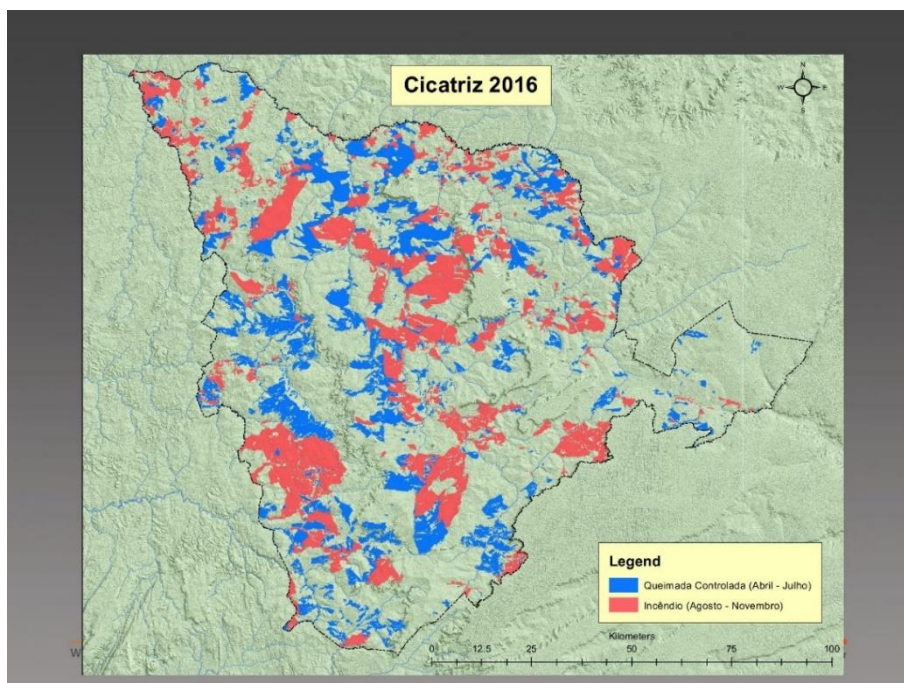 Cicatriz 2016
N
W
E
S
Legend
Queimada Controlada (Abril - Julho)
Incêndio (Agosto - Novembro)
Kilometers
0 12.5 25 50 75 100
W